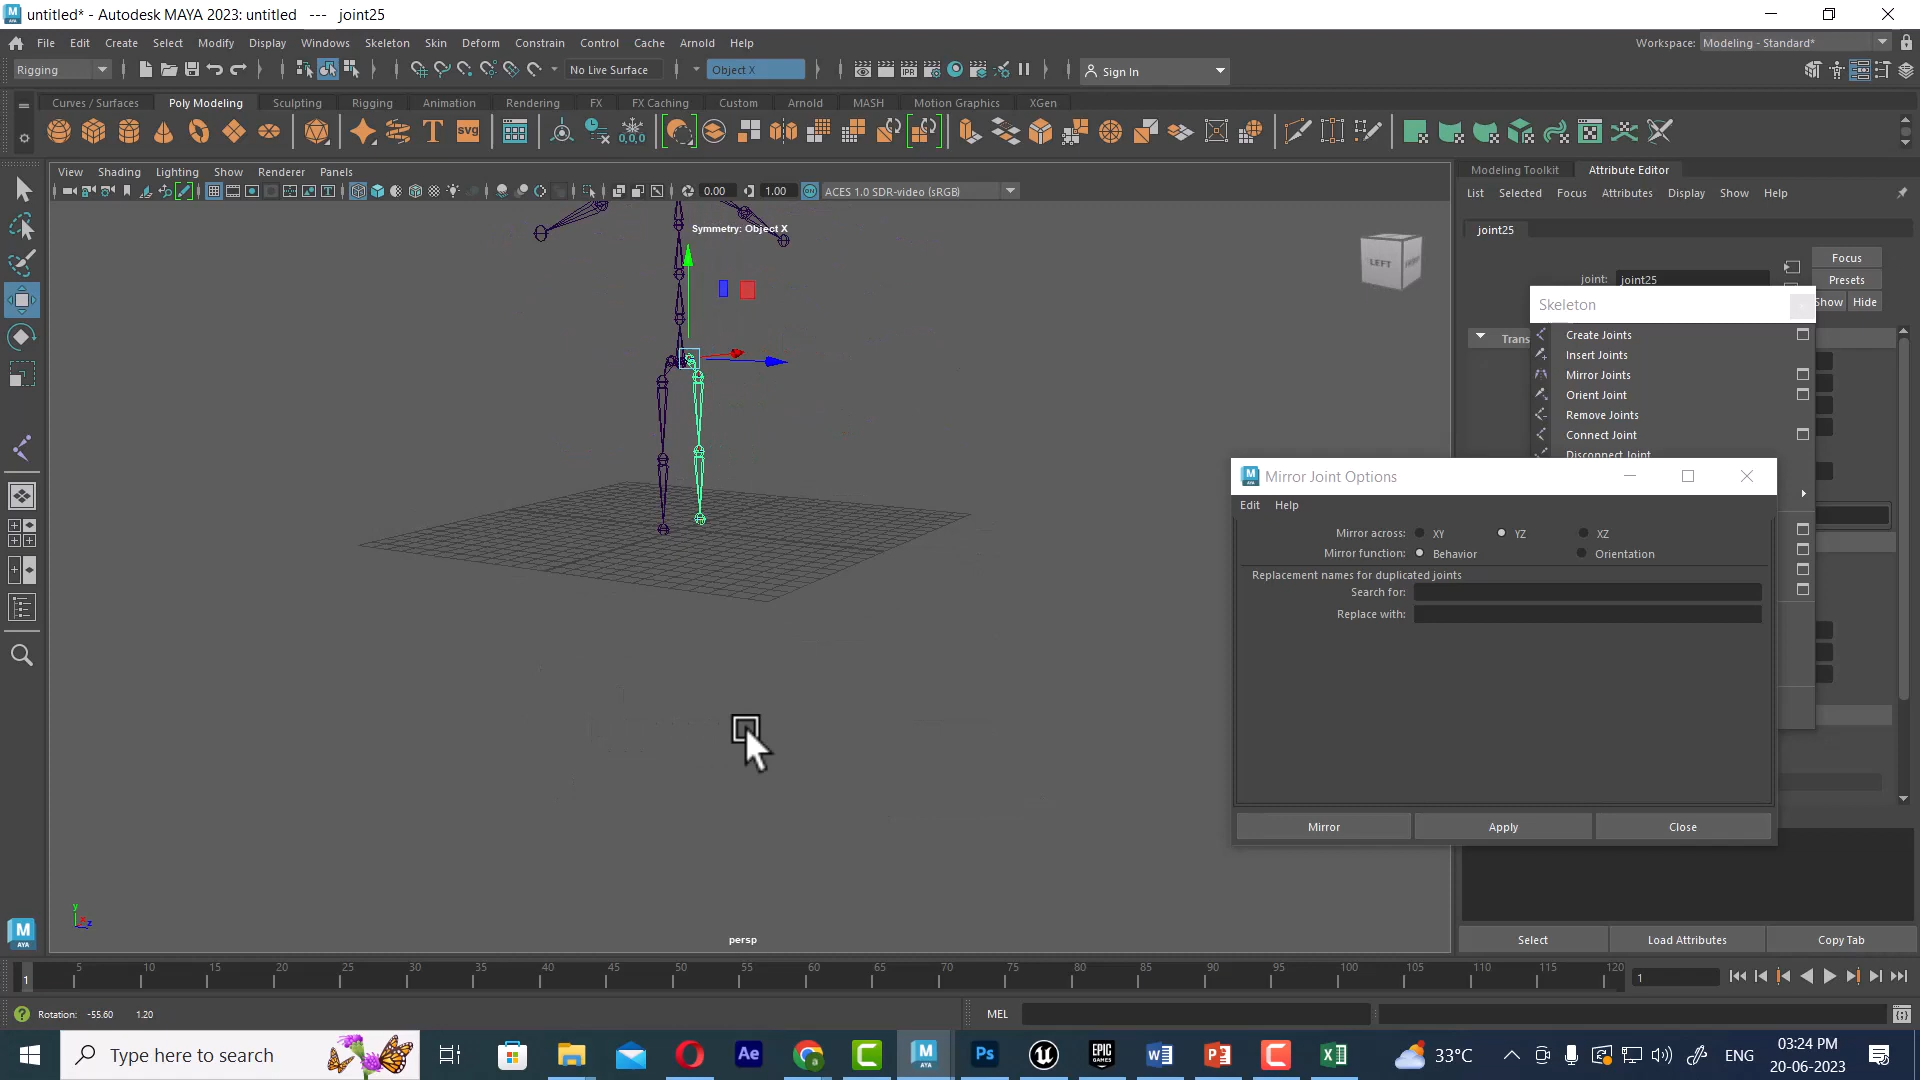 untitled* - Autodesk MAYA 2023: untitled --- joint25
File Edit Create Select Modify Display Windows Skeleton Skin Deform Constrain Control Cache Arnold Help
Workspace: Modeling - Standard*
Rigging
No Live Surface
Object X
Sign In
Curves / Surfaces Poly Modeling Sculpting Rigging Animation Rendering FX FX Caching Custom Arnold MASH Motion Graphics XGen
svg
0,0,0
View Shading Lighting Show Renderer Panels
0.00 1.00 ACES 1.0 SDR-video (sRGB)
Symmetry: Object X
LEFT
persp
Modeling Toolkit Attribute Editor
List Selected Focus Attributes Display Show Help
joint25
joint: joint25
Focus
Presets
Show Hide
Trans
Skeleton
Create Joints
Insert Joints
Mirror Joints
Orient Joint
Remove Joints
Connect Joint
Disconnect Joint
Mirror Joint Options
Edit Help
Mirror across: XY YZ XZ
Mirror function: Behavior Orientation
Replacement names for duplicated joints
Search for:
Replace with:
Mirror Apply Close
Select Load Attributes Copy Tab
5 10 15 20 25 30 35 40 45 50 55 60 65 70 75 80 85 90 95 100 105 110 115 120
1
1
Rotation: -55.60 1.20
MEL
Type here to search
33°C
ENG
03:24 PM
20-06-2023